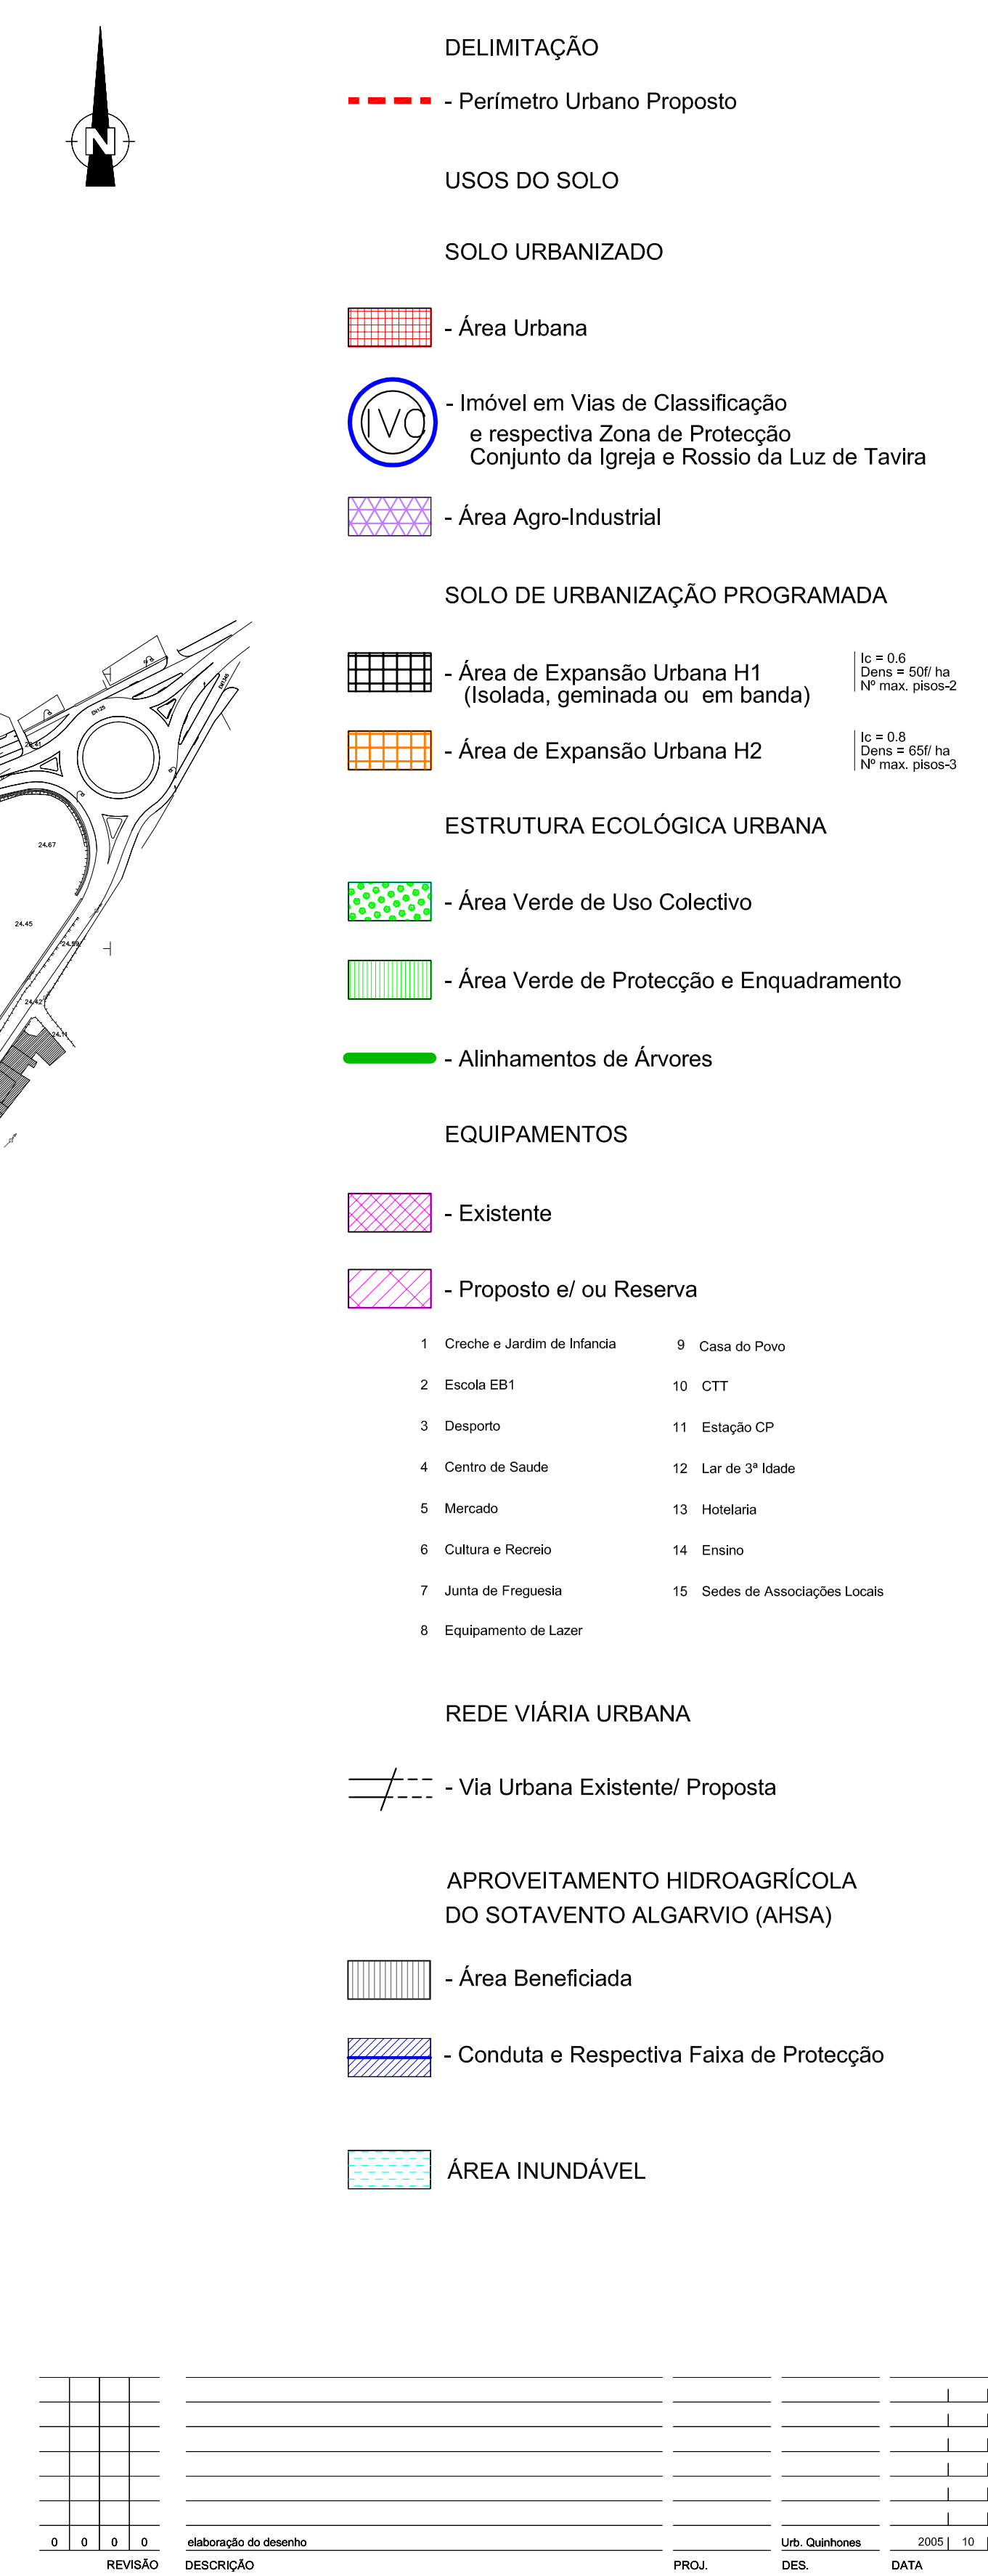 N
DELIMITAÇÃO
- Perímetro Urbano Proposto
USOS DO SOLO
SOLO URBANIZADO
- Área Urbana
IVC
- Imóvel em Vias de Classificação
e respectiva Zona de Protecção
Conjunto da Igreja e Rossio da Luz de Tavira
- Área Agro-Industrial
SOLO DE URBANIZAÇÃO PROGRAMADA
- Área de Expansão Urbana H1
(Isolada, geminada ou em banda)
Ic = 0.6
Dens = 50f/ ha
Nº max. pisos-2
- Área de Expansão Urbana H2
Ic = 0.8
Dens = 65f/ ha
Nº max. pisos-3
EN125
24.67
24.45
24.59
24.42
24.11
ESTRUTURA ECOLÓGICA URBANA
- Área Verde de Uso Colectivo
- Área Verde de Protecção e Enquadramento
- Alinhamentos de Árvores
EQUIPAMENTOS
- Existente
- Proposto e/ ou Reserva
1 Creche e Jardim de Infancia
2 Escola EB1
3 Desporto
4 Centro de Saude
5 Mercado
6 Cultura e Recreio
7 Junta de Freguesia
8 Equipamento de Lazer
9 Casa do Povo
10 CTT
11 Estação CP
12 Lar de 3ª Idade
13 Hotelaria
14 Ensino
15 Sedes de Associações Locais
REDE VIÁRIA URBANA
- Via Urbana Existente/ Proposta
APROVEITAMENTO HIDROAGRÍCOLA
DO SOTAVENTO ALGARVIO (AHSA)
- Área Beneficiada
- Conduta e Respectiva Faixa de Protecção
ÁREA INUNDÁVEL
0 0 0 0 elaboração do desenho Urb. Quinhones 2005 10
REVISÃO DESCRIÇÃO PROJ. DES. DATA